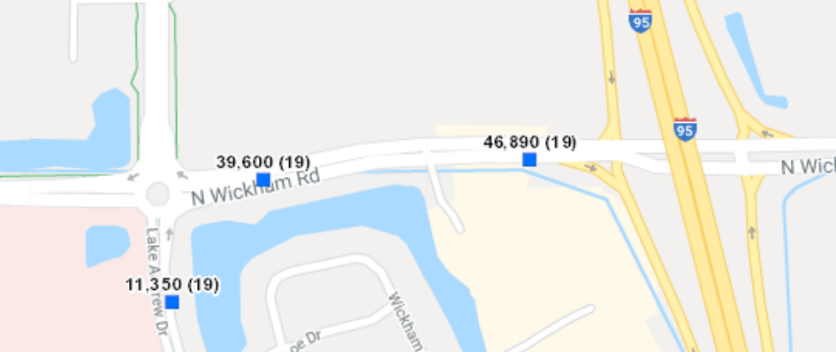 95
95
46,890 (19)
39,600 (19)
N Wickham Rd
N Wick
Lake Andrew Dr
11,350 (19)
Wickham
oe Dr